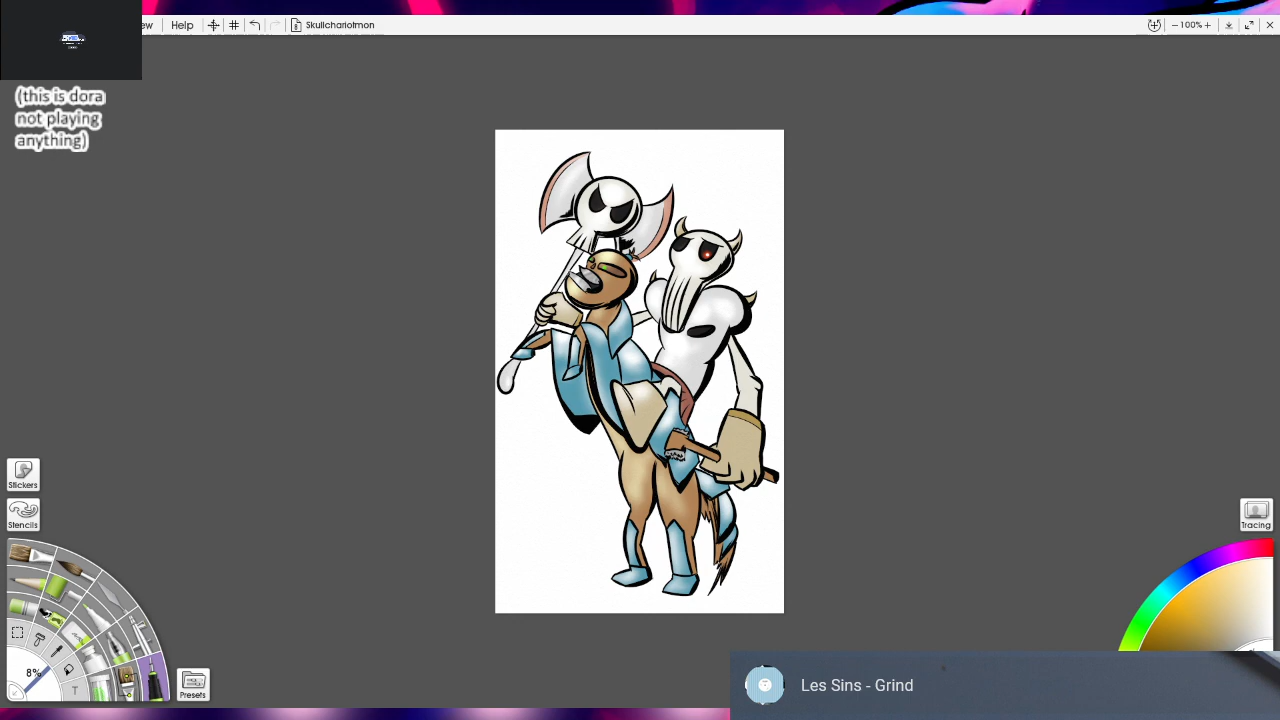 ew
Help
Skullchariotmon
100%
(this is dora
not playing
anything)
Stickers
Stencils
Tracing
8%
T
Presets
Les Sins - Grind